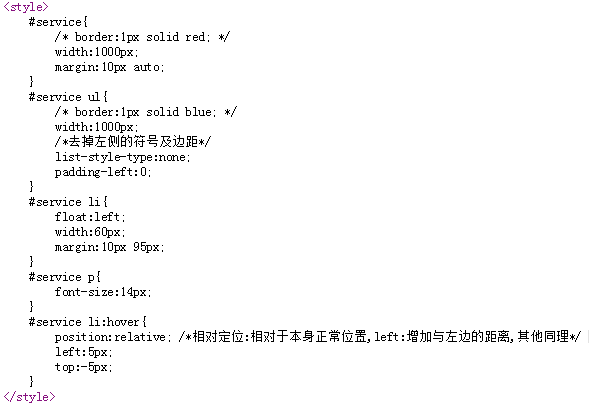 <style>
#service{
/* border:1px solid red; */
width:1000px;
margin:10px auto;
}
#service ul{
/* border:1px solid blue; */
width:1000px;
/*去掉左侧的符号及边距*/
list-style-type:none;
padding-left:0;
}
#service li{
float:left;
width:60px;
margin:10px 95px;
}
#service p{
font-size:14px;
}
#service li:hover{
position:relative; /*相对定位:相对于本身正常位置,left:增加与左边的距离,其他同理*/
left:5px;
top:-5px;
}
</style>